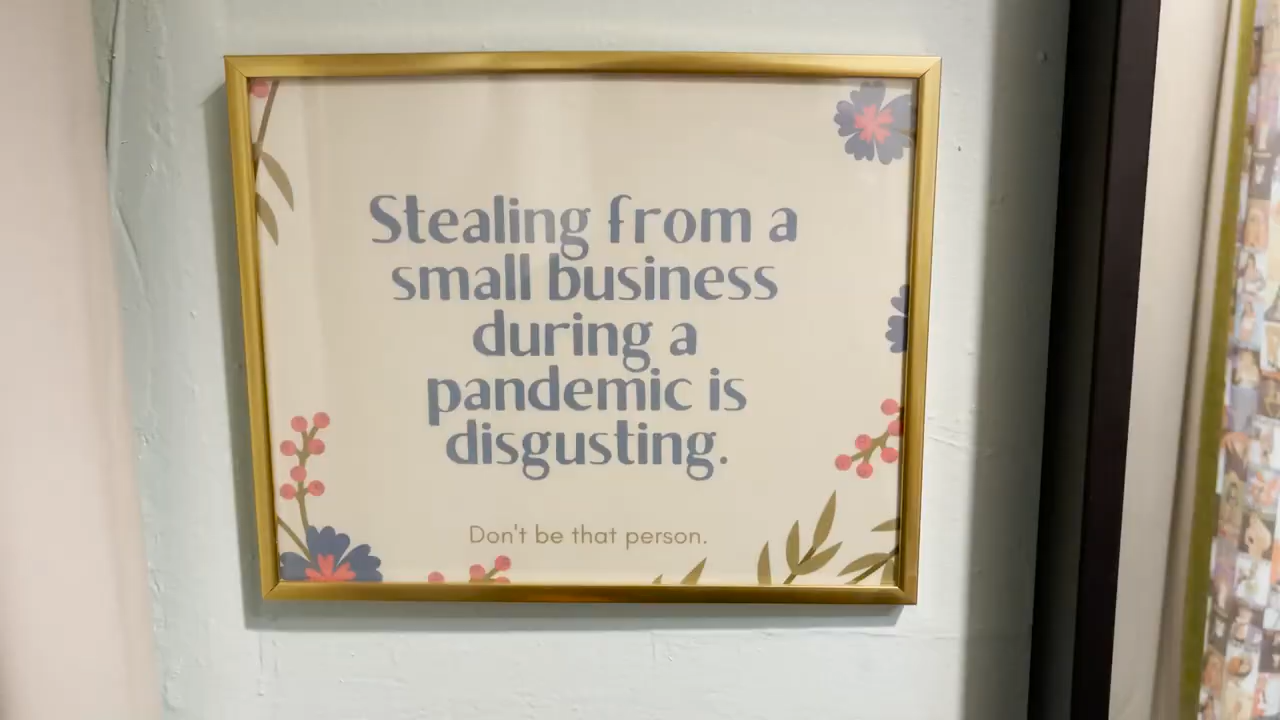 Stealing from a
small business
during a
pandemic is
disgusting.
Don't be that person.